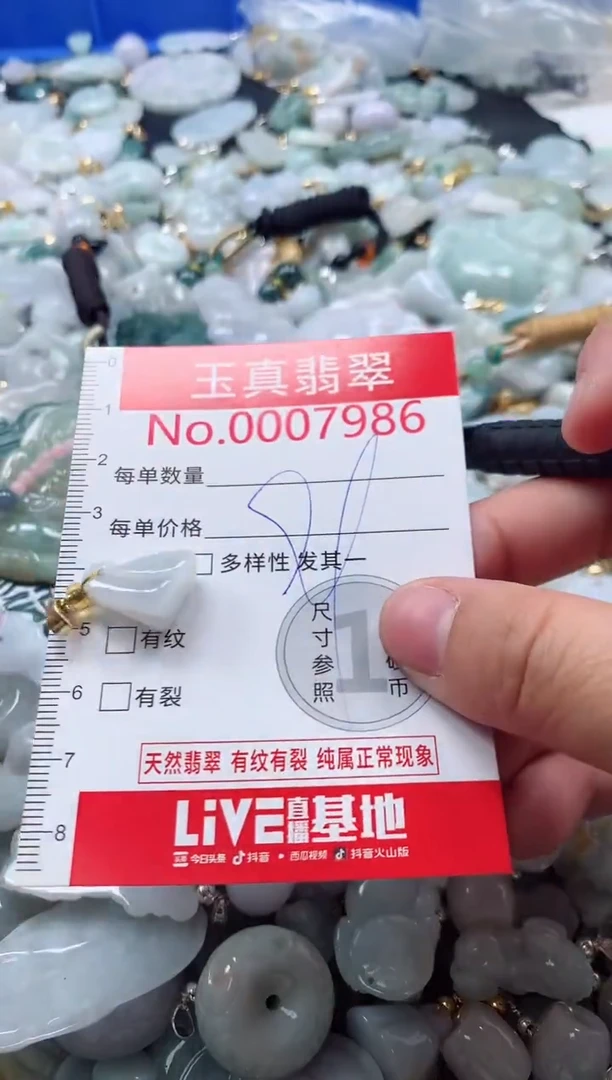 0
玉真翡翠
1
No.0007986
2
每单数量
3
每单价格
多样性 发其一
5
有纹
尺寸参照
1
币
6
有裂
7
天然翡翠 有纹有裂 纯属正常现象
8
LiVE直播基地
头条 今日头条 抖音 西瓜视频 抖音火山版